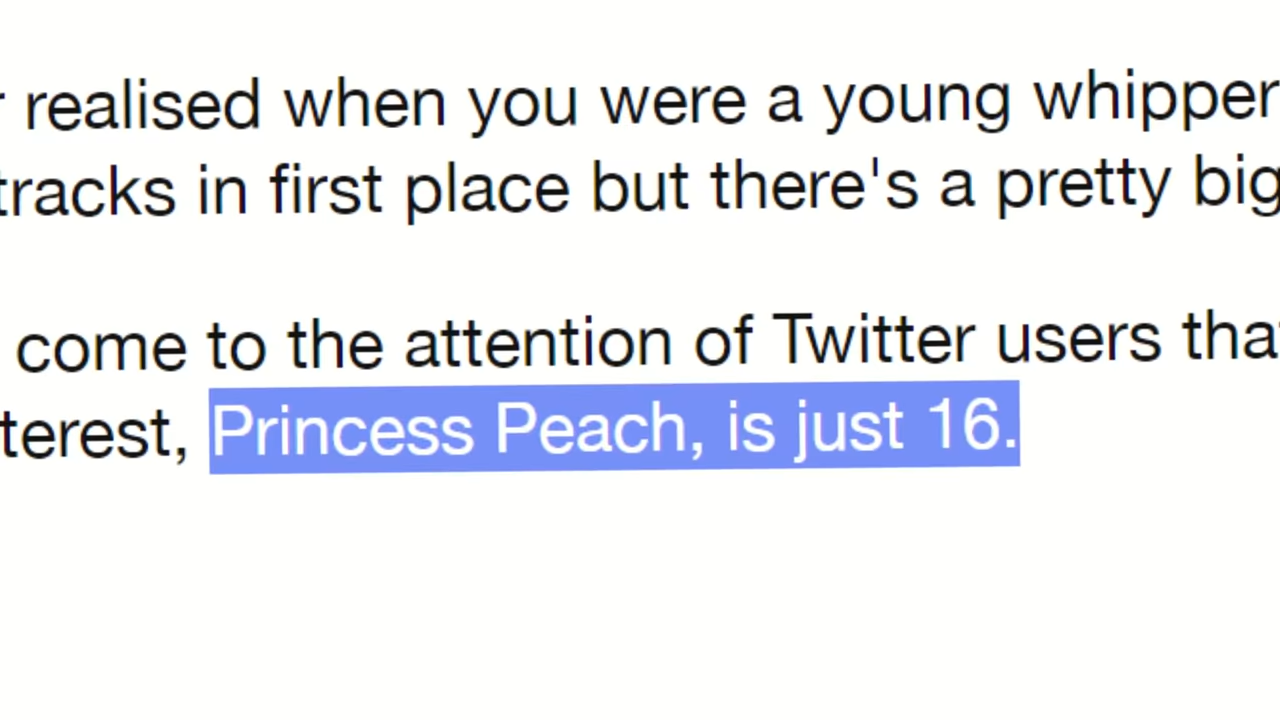 realised when you were a young whipper
tracks in first place but there's a pretty big
come to the attention of Twitter users tha
terest, Princess Peach, is just 16.